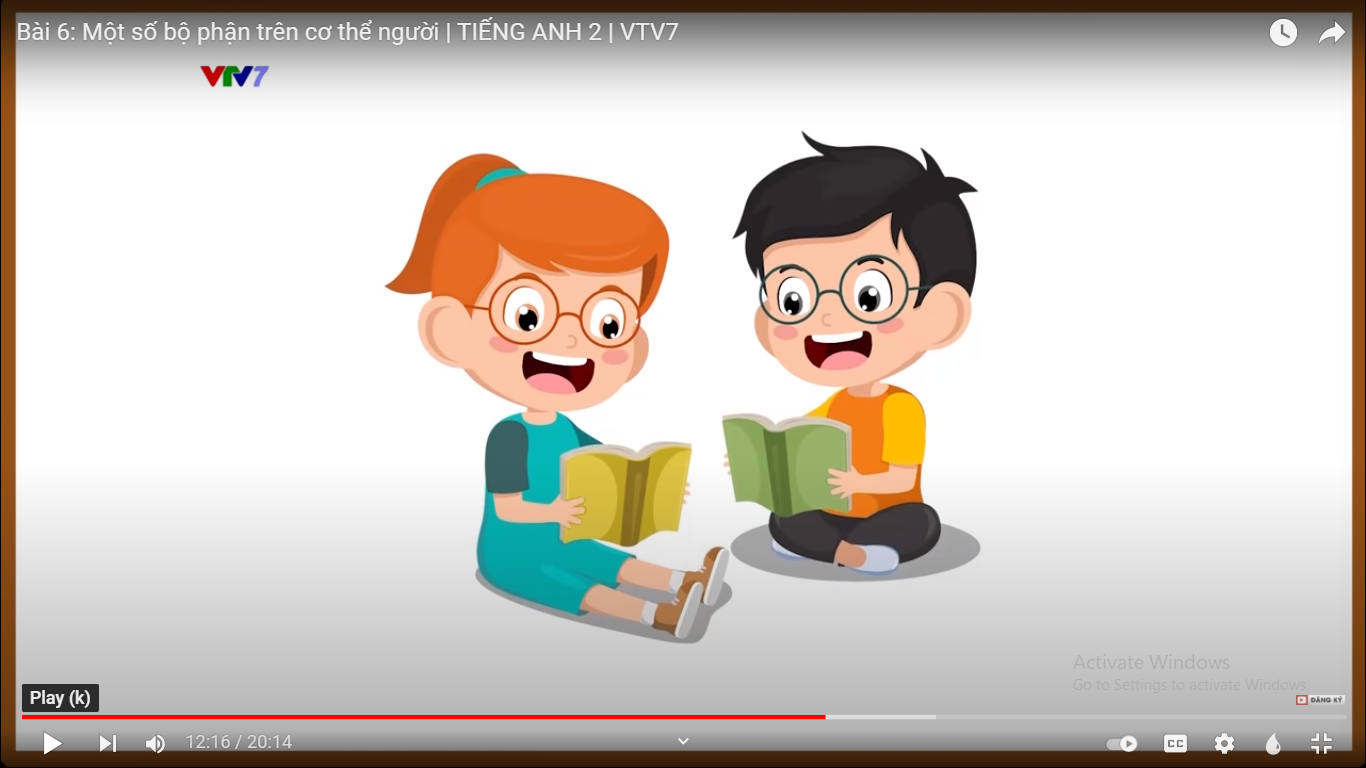 Bài 6: Một số bộ phận trên cơ thể người | TIẾNG ANH 2 | VTV7
VTV7
Activate Windows
Go to Settings to activate Windows.
ĐĂNG KÝ
Play (k)
12:16 / 20:14
CC